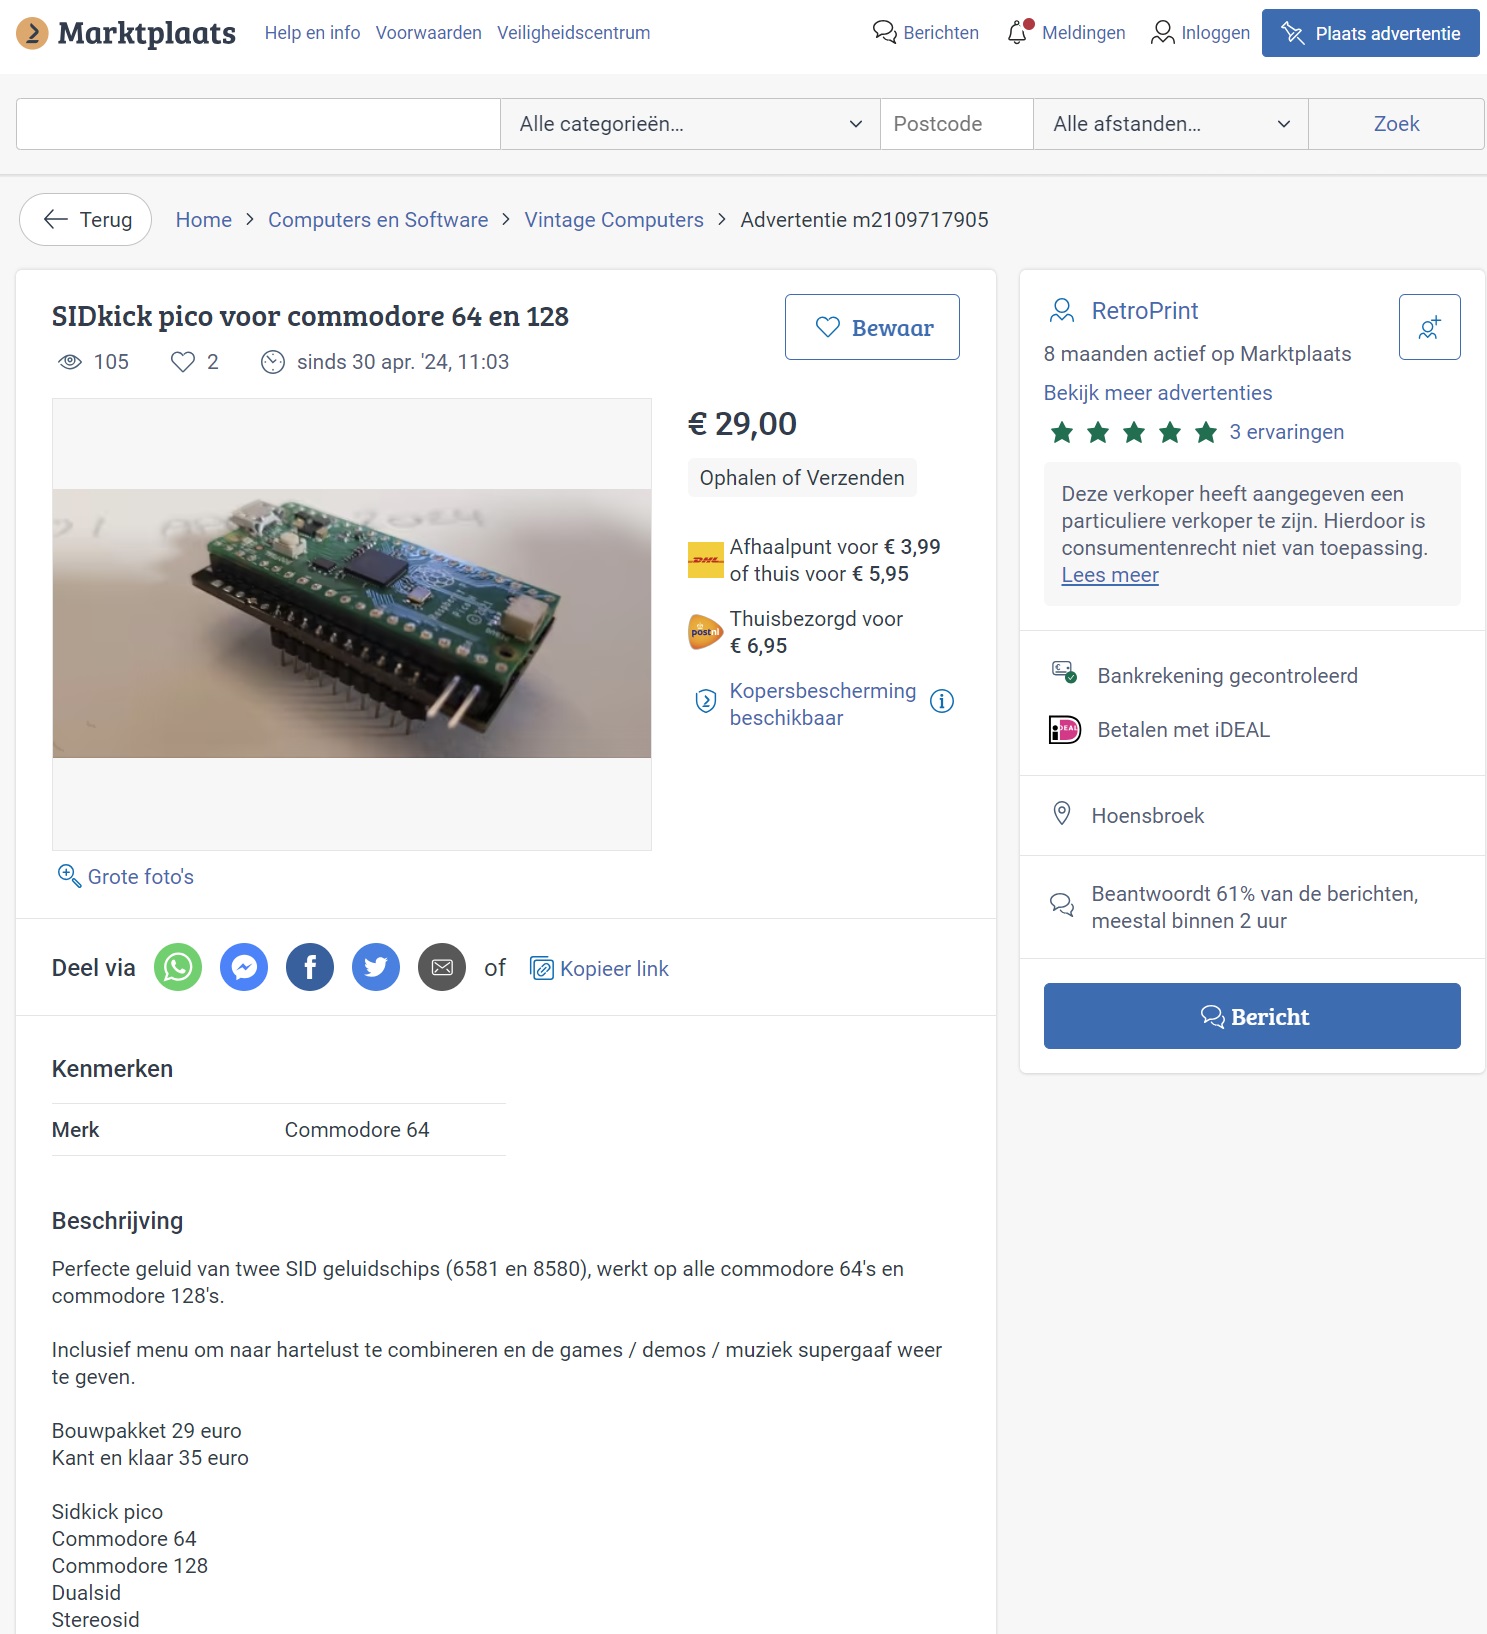 Marktplaats Help en info Voorwaarden Veiligheidscentrum Berichten Meldingen Inloggen Plaats advertentie
Alle categorieën... Postcode Alle afstanden... Zoek
Terug Home > Computers en Software > Vintage Computers > Advertentie m2109717905
SIDkick pico voor commodore 64 en 128
Bewaar
105 2 sinds 30 apr. '24, 11:03
€ 29,00
Ophalen of Verzenden
DHL
Afhaalpunt voor € 3,99
of thuis voor € 5,95
postnl
Thuisbezorgd voor
€ 6,95
Kopersbescherming
beschikbaar
2024
Grote foto's
Deel via of Kopieer link
Kenmerken
Merk Commodore 64
Beschrijving
Perfecte geluid van twee SID geluidschips (6581 en 8580), werkt op alle commodore 64's en
commodore 128's.
Inclusief menu om naar hartelust te combineren en de games / demos / muziek supergaaf weer
te geven.
Bouwpakket 29 euro
Kant en klaar 35 euro
Sidkick pico
Commodore 64
Commodore 128
Dualsid
Stereosid
RetroPrint
8 maanden actief op Marktplaats
Bekijk meer advertenties
3 ervaringen
Deze verkoper heeft aangegeven een
particuliere verkoper te zijn. Hierdoor is
consumentenrecht niet van toepassing.
Lees meer
Bankrekening gecontroleerd
iDEAL
Betalen met iDEAL
Hoensbroek
Beantwoordt 61% van de berichten,
meestal binnen 2 uur
Bericht